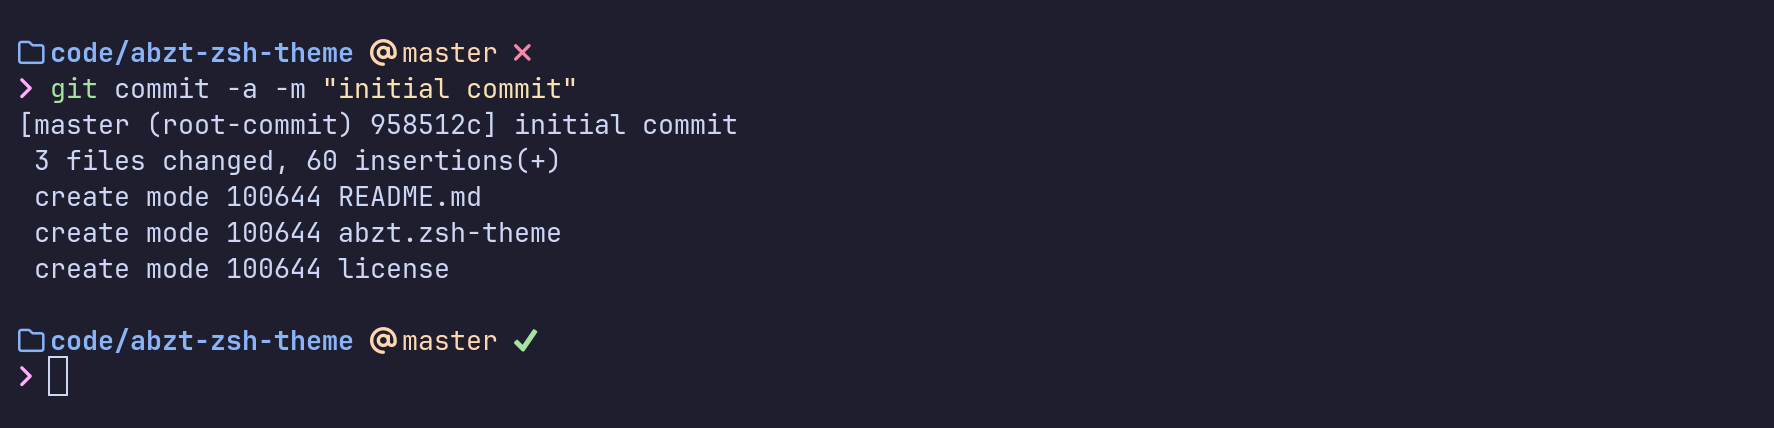 code/abzt-zsh-theme @master ✕
❯ git commit -a -m "initial commit"
[master (root-commit) 958512c] initial commit
 3 files changed, 60 insertions(+)
 create mode 100644 README.md
 create mode 100644 abzt.zsh-theme
 create mode 100644 license
code/abzt-zsh-theme @master ✔
❯